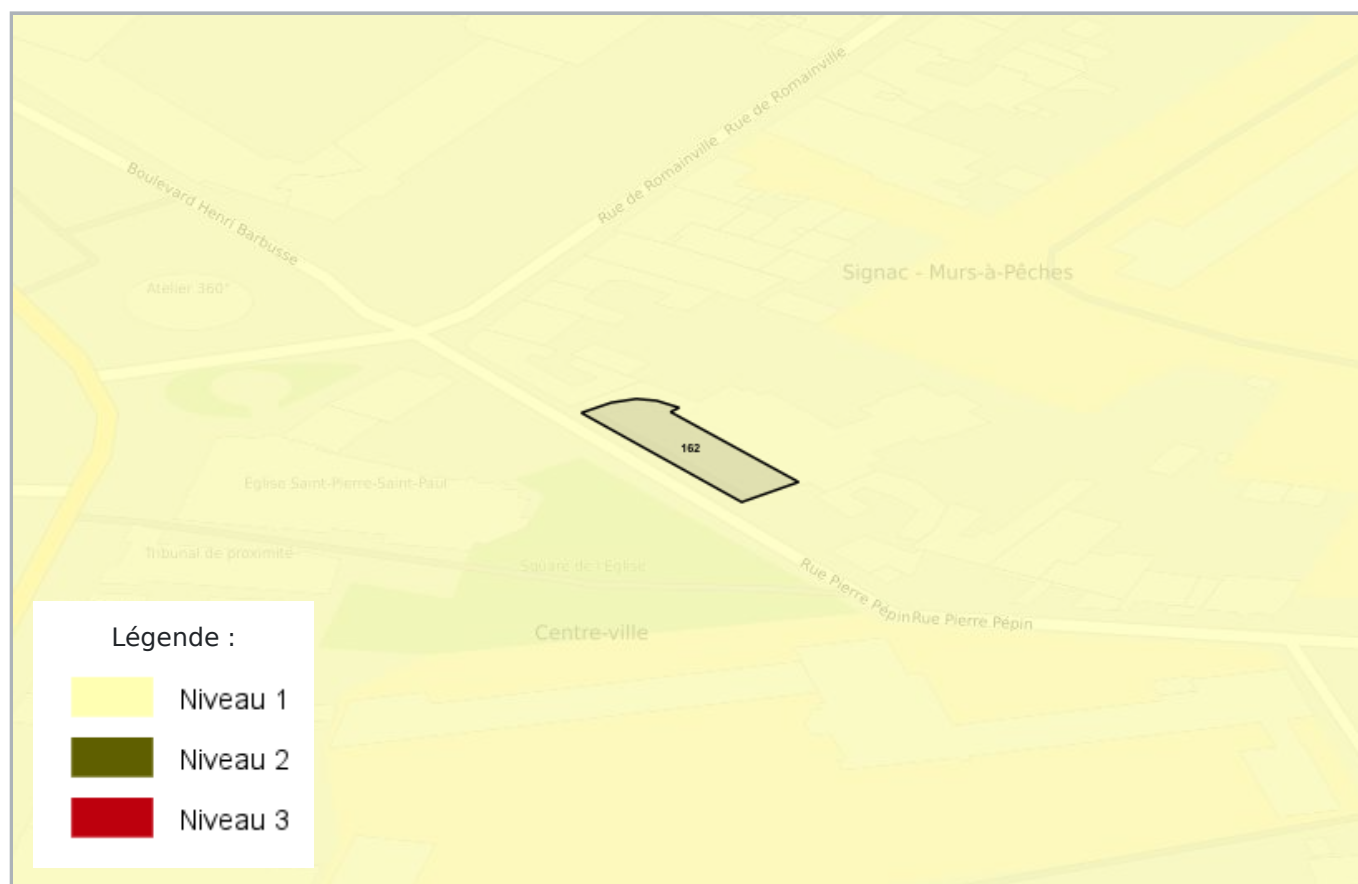 Rue de Romainville
Rue de Romainville
Boulevard Henri Barbusse
Signac - Murs-à-Pêches
Atelier 360°
162
Eglise Saint-Pierre-Saint-Paul
Tribunal de proximité
Square de l'Eglise
Rue Pierre Pépin
Rue Pierre Pépin
Centre-ville
Légende :
Niveau 1
Niveau 2
Niveau 3